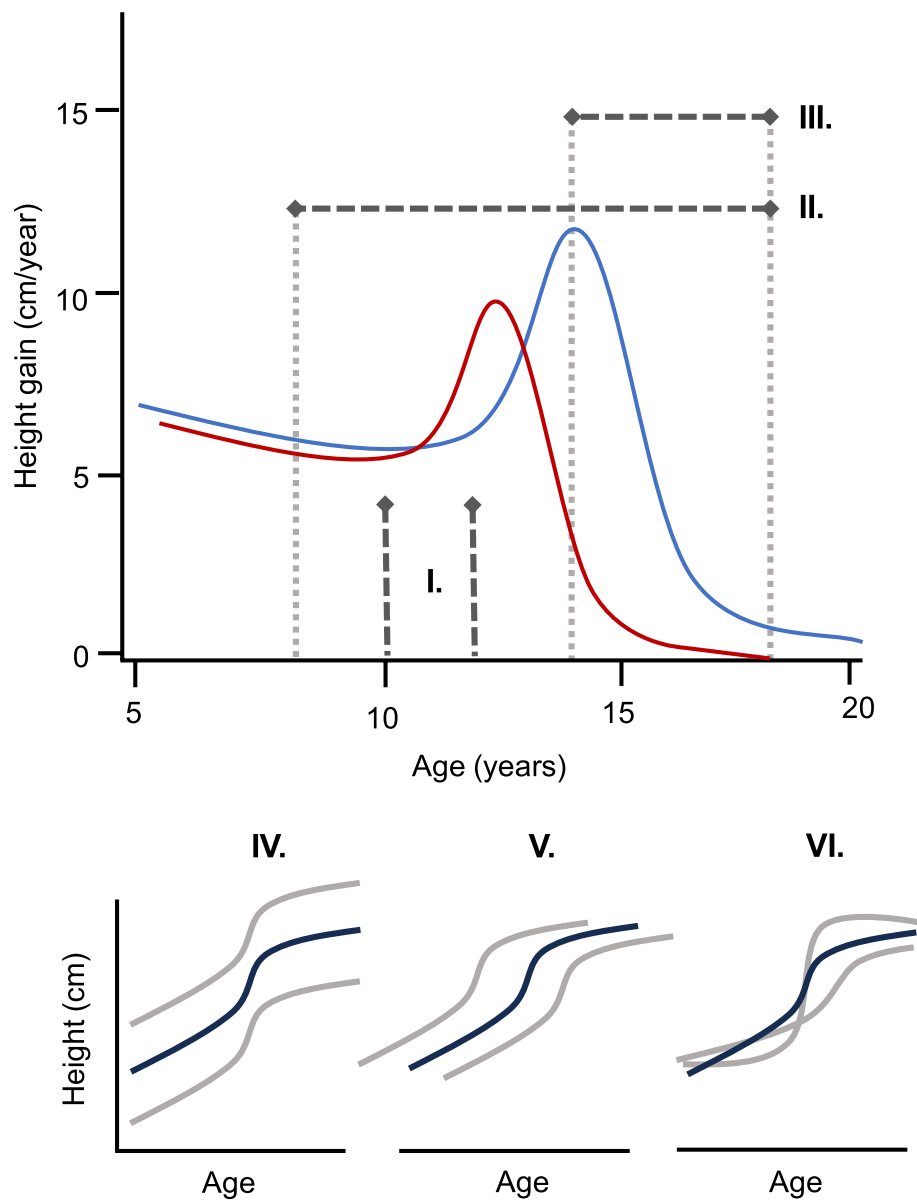 15
III.
II.
10
Height gain (cm/year)
5
I.
0
5
10
15
20
Age (years)
IV.
V.
VI.
Height (cm)
Age
Age
Age